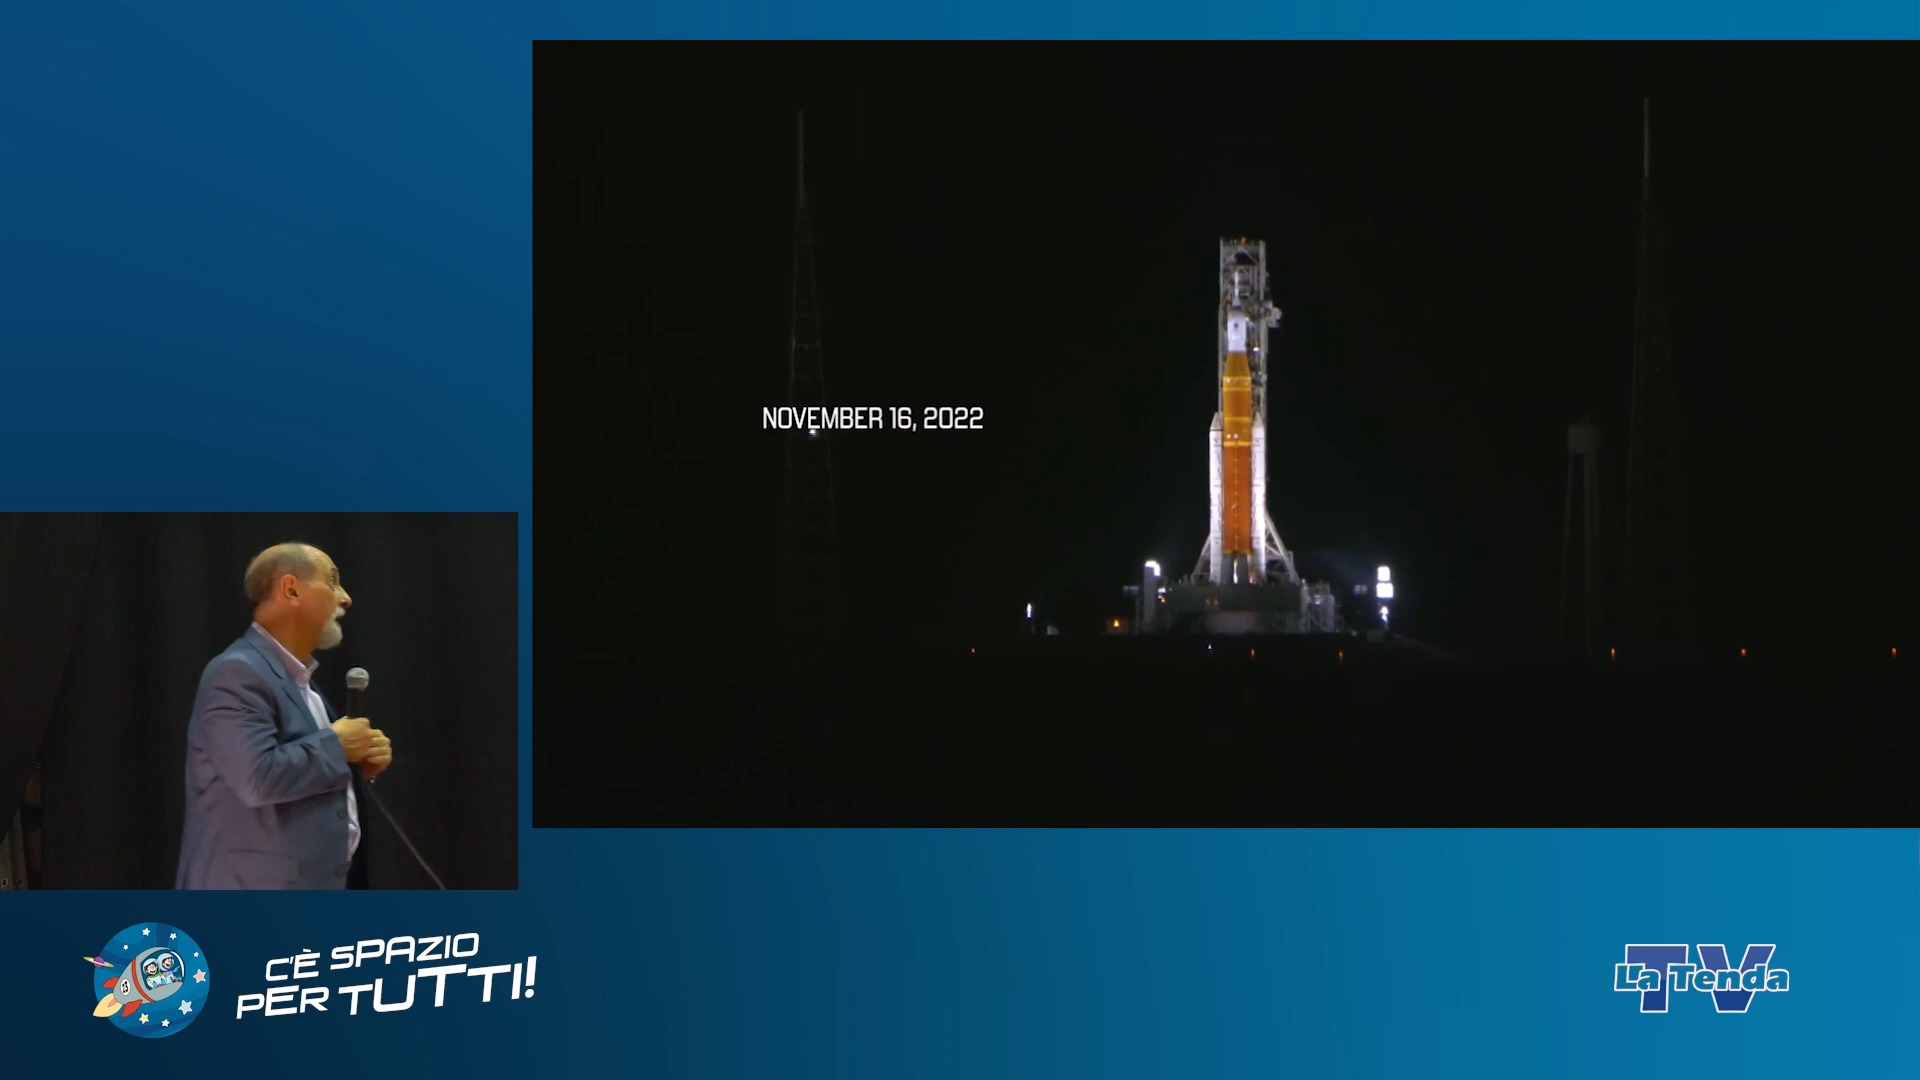 NOVEMBER 16, 2022
C'È SPAZIO
PER TUTTI!
La Tenda
TV